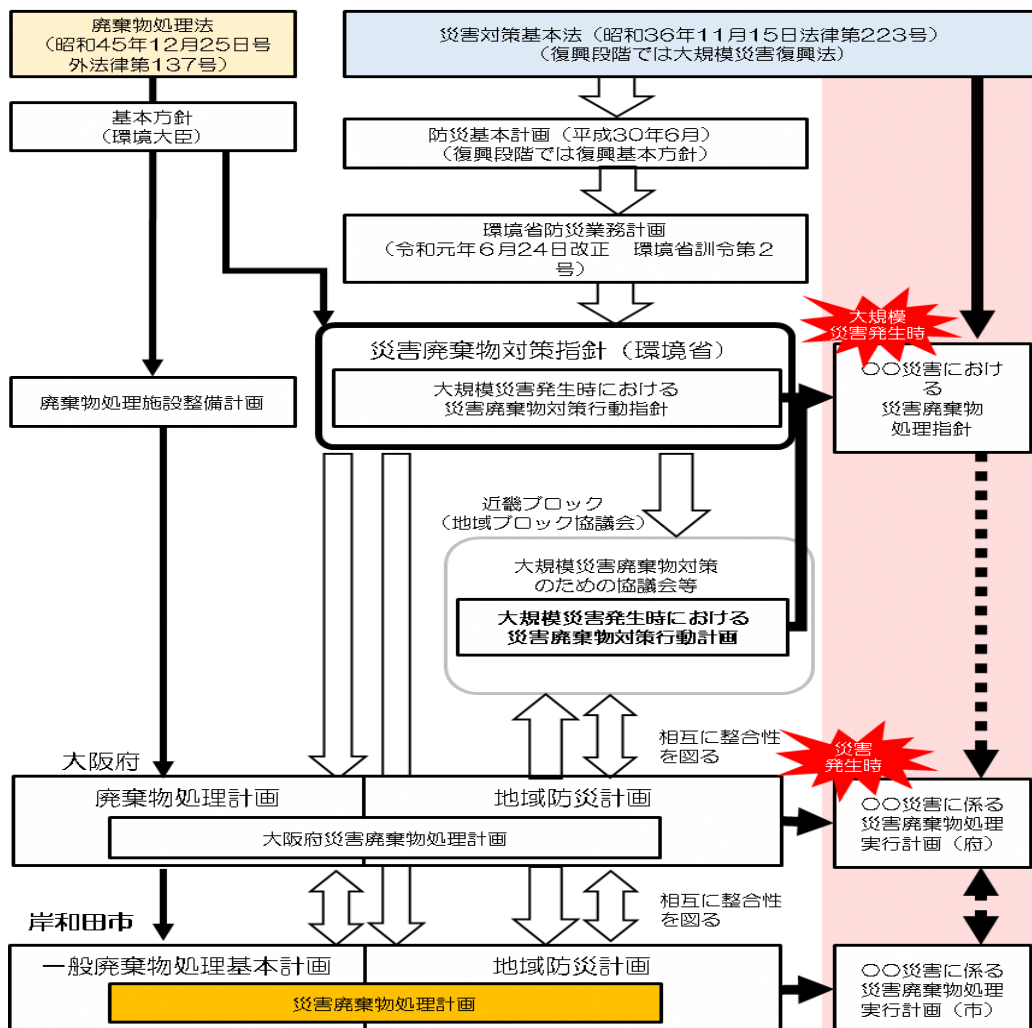 廃棄物処理法
（昭和45年12月25日号
外法律第137号）
災害対策基本法（昭和36年11月15日法律第223号）
（復興段階では大規模災害復興法）
基本方針
（環境大臣）
防災基本計画（平成30年6月）
（復興段階では復興基本方針）
環境省防災業務計画
（令和元年6月24日改正　環境省訓令第2
号）
大規模
災害発生時
災害廃棄物対策指針（環境省）
大規模災害発生時における
災害廃棄物対策行動指針
〇〇災害におけ
る
災害廃棄物
処理指針
廃棄物処理施設整備計画
近畿ブロック
（地域ブロック協議会）
大規模災害廃棄物対策
のための協議会等
大規模災害発生時における
災害廃棄物対策行動計画
相互に整合性
を図る
災害
発生時
大阪府
廃棄物処理計画
地域防災計画
大阪府災害廃棄物処理計画
〇〇災害に係る
災害廃棄物処理
実行計画（府）
相互に整合性
を図る
岸和田市
一般廃棄物処理基本計画
地域防災計画
災害廃棄物処理計画
〇〇災害に係る
災害廃棄物処理
実行計画（市）